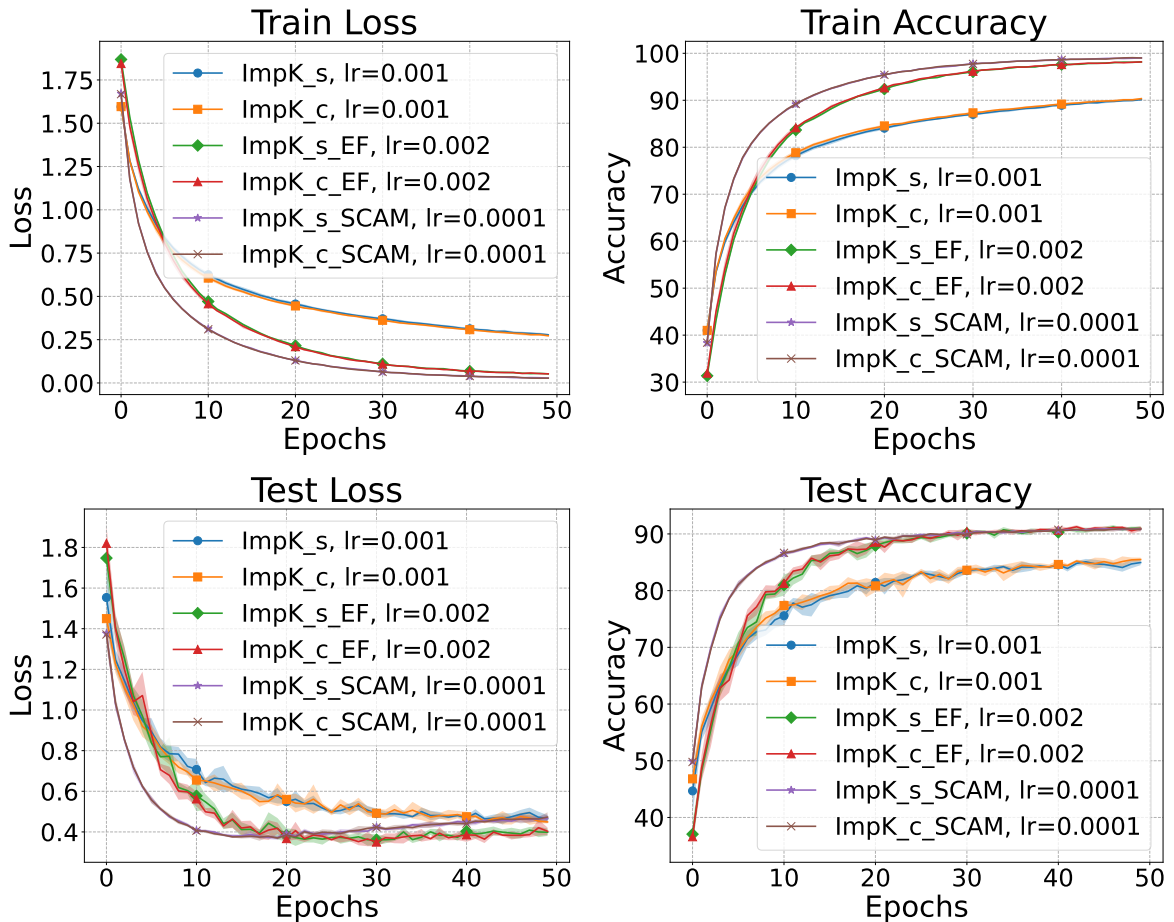 Train Loss
Loss
1.75
1.50
1.25
1.00
0.75
0.50
0.25
0.00
ImpK_s, lr=0.001
ImpK_c, lr=0.001
ImpK_s_EF, lr=0.002
ImpK_c_EF, lr=0.002
ImpK_s_SCAM, lr=0.0001
ImpK_c_SCAM, lr=0.0001
0 10 20 30 40 50
Epochs
Train Accuracy
Accuracy
100
90
80
70
60
50
40
30
ImpK_s, lr=0.001
ImpK_c, lr=0.001
ImpK_s_EF, lr=0.002
ImpK_c_EF, lr=0.002
ImpK_s_SCAM, lr=0.0001
ImpK_c_SCAM, lr=0.0001
0 10 20 30 40 50
Epochs
Test Loss
Loss
1.8
1.6
1.4
1.2
1.0
0.8
0.6
0.4
ImpK_s, lr=0.001
ImpK_c, lr=0.001
ImpK_s_EF, lr=0.002
ImpK_c_EF, lr=0.002
ImpK_s_SCAM, lr=0.0001
ImpK_c_SCAM, lr=0.0001
0 10 20 30 40 50
Epochs
Test Accuracy
Accuracy
90
80
70
60
50
40
ImpK_s, lr=0.001
ImpK_c, lr=0.001
ImpK_s_EF, lr=0.002
ImpK_c_EF, lr=0.002
ImpK_s_SCAM, lr=0.0001
ImpK_c_SCAM, lr=0.0001
0 10 20 30 40 50
Epochs